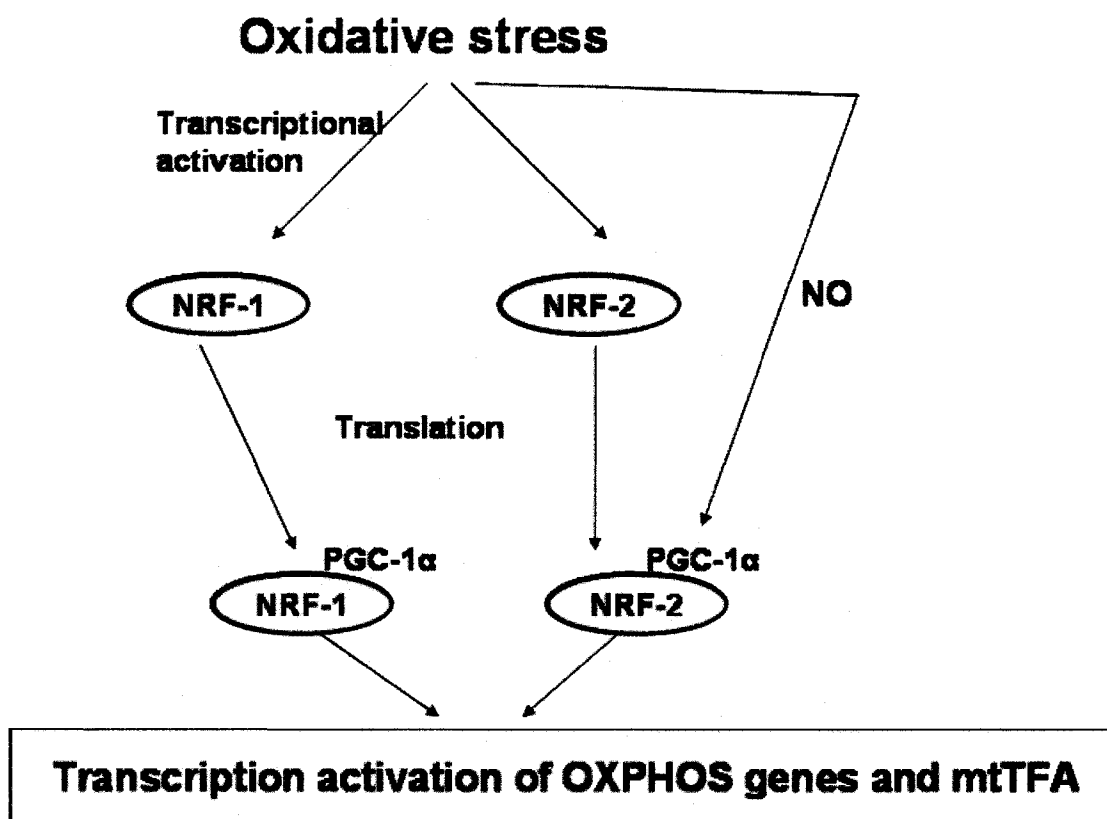 Oxidative stress
Transcriptional
activation
NRF-1
NRF-2
NO
Translation
PGC-1α
PGC-1α
NRF-1
NRF-2
Transcription activation of OXPHOS genes and mtTFA